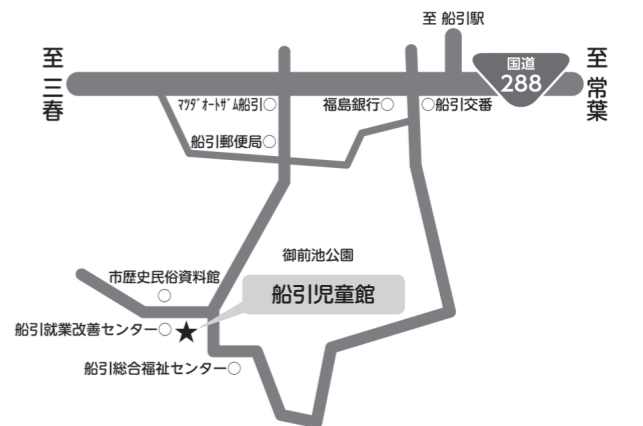 至 船引駅
至三春
国道
288
至常葉
ﾏﾂﾀﾞｵｰﾄｻﾞﾑ船引○
福島銀行○
○船引交番
船引郵便局○
御前池公園
市歴史民俗資料館
○
船引児童館
船引就業改善センター○
★
船引総合福祉センター○